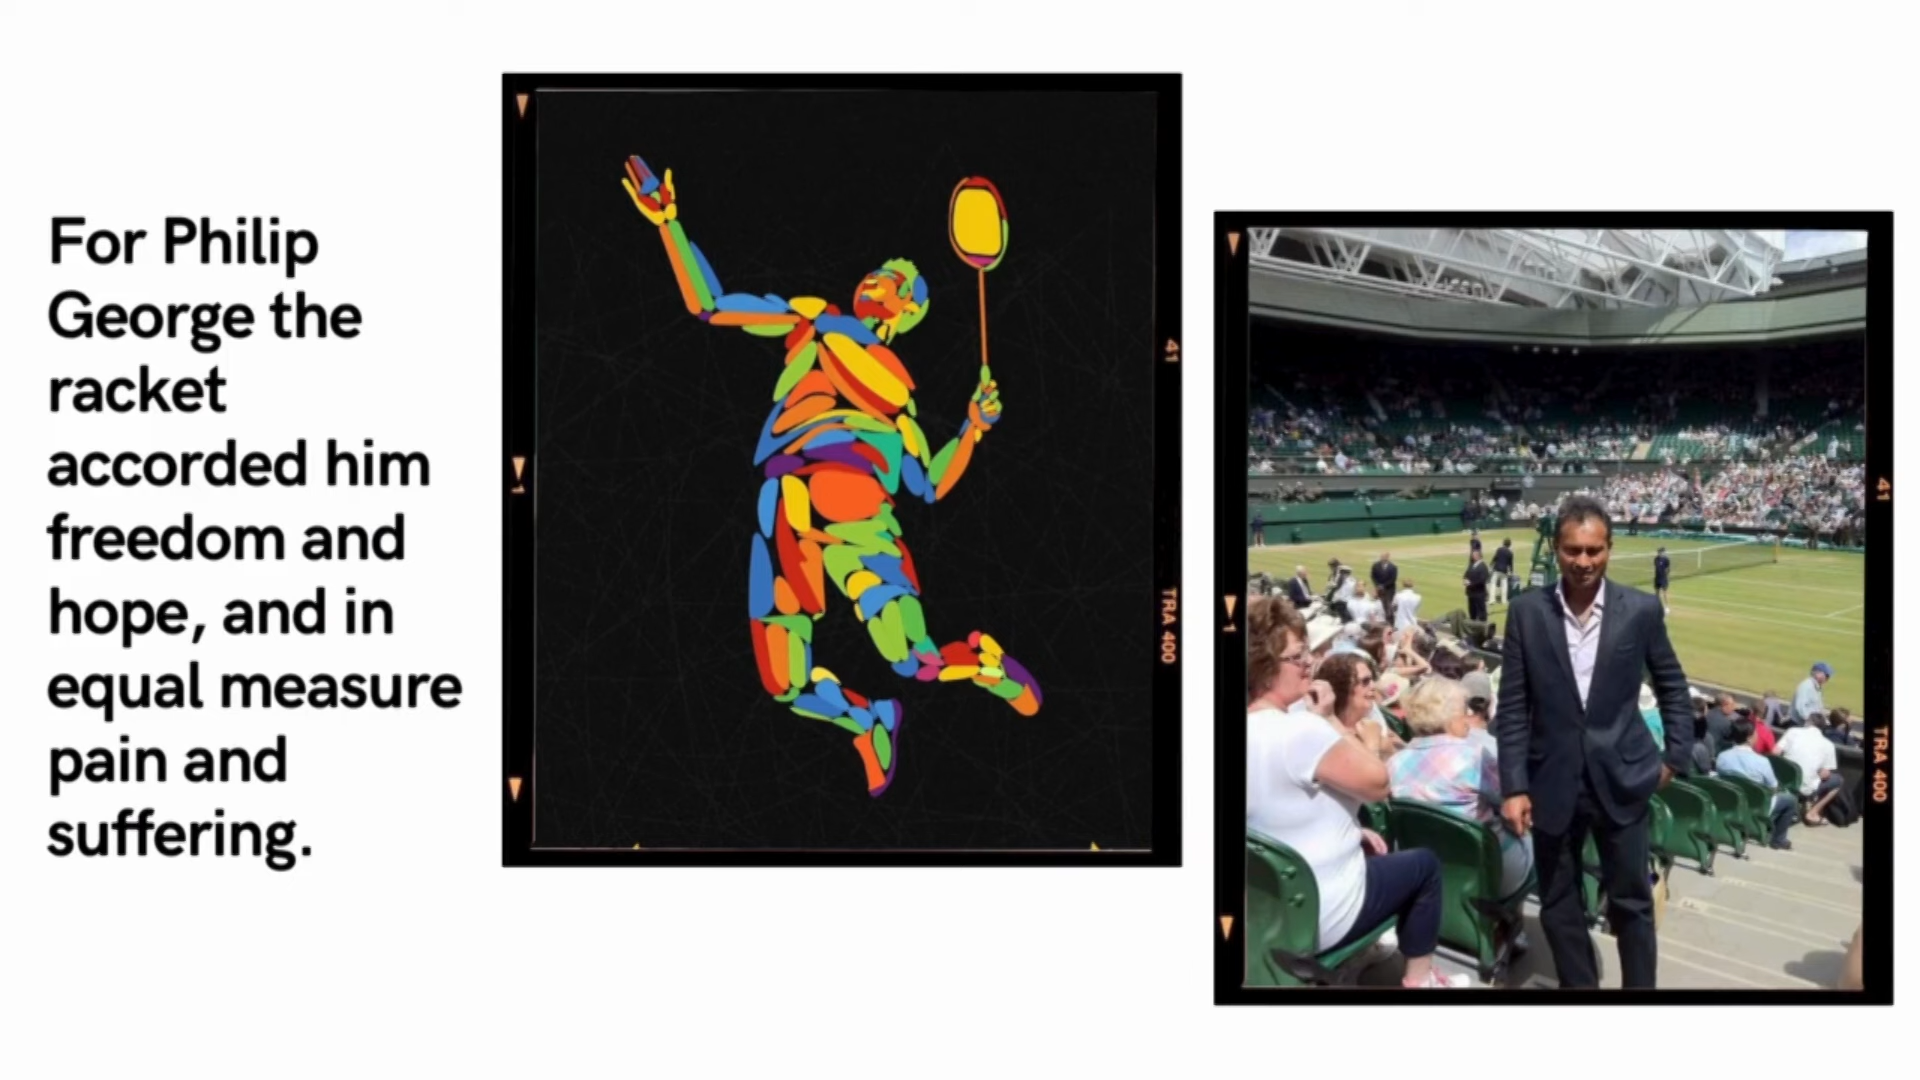 For Philip
George the
racket
accorded him
freedom and
hope, and in
equal measure
pain and
suffering.
41
TRA 400
41
TRA 400